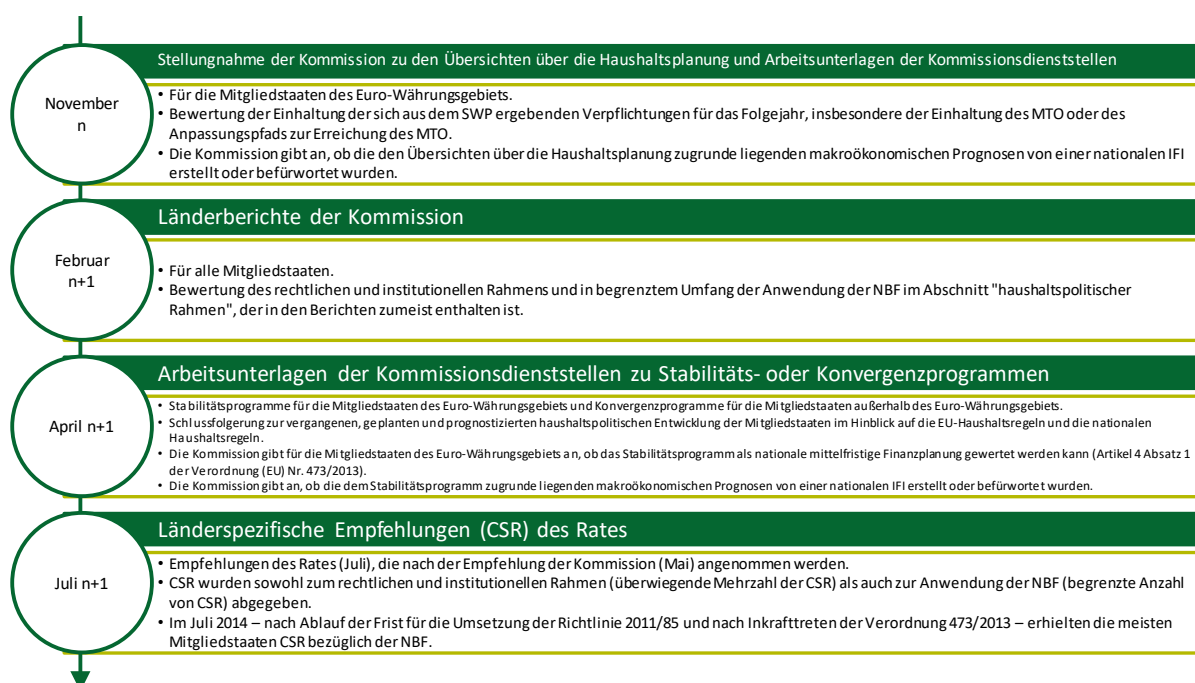 November
n
Stellungnahme der Kommission zu den Übersichten über die Haushaltsplanung und Arbeitsunterlagen der Kommissionsdienststellen
• Für die Mitgliedstaaten des Euro-Währungsgebiets.
• Bewertung der Einhaltung der sich aus dem SWP ergebenden Verpflichtungen für das Folgejahr, insbesondere der Einhaltung des MTO oder des
Anpassungspfads zur Erreichung des MTO.
• Die Kommission gibt an, ob die den Übersichten über die Haushaltsplanung zugrunde liegenden makroökonomischen Prognosen von einer nationalen IFI
erstellt oder befürwortet wurden.
Februar
n+1
Länderberichte der Kommission
• Für alle Mitgliedstaaten.
• Bewertung des rechtlichen und institutionellen Rahmens und in begrenztem Umfang der Anwendung der NBF im Abschnitt "haushaltspolitischer
Rahmen", der in den Berichten zumeist enthalten ist.
April n+1
Arbeitsunterlagen der Kommissionsdienststellen zu Stabilitäts- oder Konvergenzprogrammen
• Stabilitätsprogramme für die Mitgliedstaaten des Euro-Währungsgebiets und Konvergenzprogramme für die Mitgliedstaaten außerhalb des Euro-Währungsgebiets.
• Schlussfolgerung zur vergangenen, geplanten und prognostizierten haushaltspolitischen Entwicklung der Mitgliedstaaten im Hinblick auf die EU-Haushaltsregeln und die nationalen
Haushaltsregeln.
• Die Kommission gibt für die Mitgliedstaaten des Euro-Währungsgebiets an, ob das Stabilitätsprogramm als nationale mittelfristige Finanzplanung gewertet werden kann (Artikel 4 Absatz 1
der Verordnung (EU) Nr. 473/2013).
• Die Kommission gibt an, ob die dem Stabilitätsprogramm zugrunde liegenden makroökonomischen Prognosen von einer nationalen IFI erstellt oder befürwortet wurden.
Juli n+1
Länderspezifische Empfehlungen (CSR) des Rates
• Empfehlungen des Rates (Juli), die nach der Empfehlung der Kommission (Mai) angenommen werden.
• CSR wurden sowohl zum rechtlichen und institutionellen Rahmen (überwiegende Mehrzahl der CSR) als auch zur Anwendung der NBF (begrenzte Anzahl
von CSR) abgegeben.
• Im Juli 2014 – nach Ablauf der Frist für die Umsetzung der Richtlinie 2011/85 und nach Inkrafttreten der Verordnung 473/2013 – erhielten die meisten
Mitgliedstaaten CSR bezüglich der NBF.